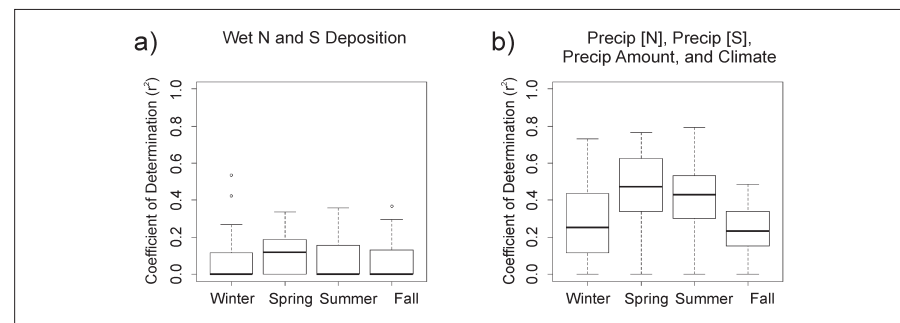 a)
Wet N and S Deposition
Coefficient of Determination (r²)
1.0
0.8
0.6
0.4
0.2
0.0
Winter Spring Summer Fall
b)
Precip [N], Precip [S],
Precip Amount, and Climate
Coefficient of Determination (r²)
1.0
0.8
0.6
0.4
0.2
0.0
Winter Spring Summer Fall